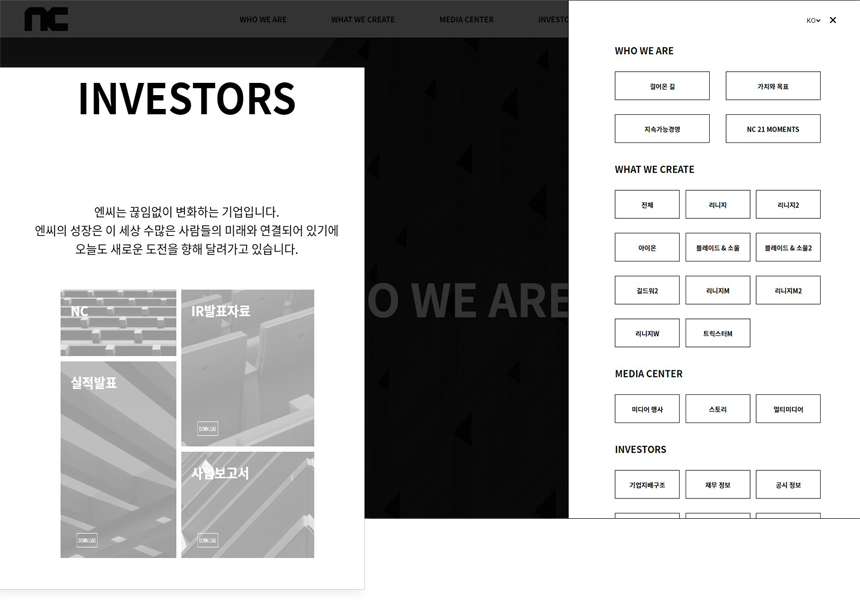 nc
WHO WE ARE
WHAT WE CREATE
MEDIA CENTER
INVESTO
O WE ARE
INVESTORS
엔씨는 끊임없이 변화하는 기업입니다.
엔씨의 성장은 이 세상 수많은 사람들의 미래와 연결되어 있기에
오늘도 새로운 도전을 향해 달려가고 있습니다.
NC
IR발표자료
실적발표
DOWNLOAD
사업보고서
DOWNLOAD
DOWNLOAD
KO
WHO WE ARE
걸어온 길
가치와 목표
지속가능경영
NC 21 MOMENTS
WHAT WE CREATE
전체
리니지
리니지2
아이온
블레이드 & 소울
블레이드 & 소울2
길드워2
리니지M
리니지M2
리니지W
트릭스터M
MEDIA CENTER
미디어 행사
스토리
멀티미디어
INVESTORS
기업지배구조
재무 정보
공시 정보